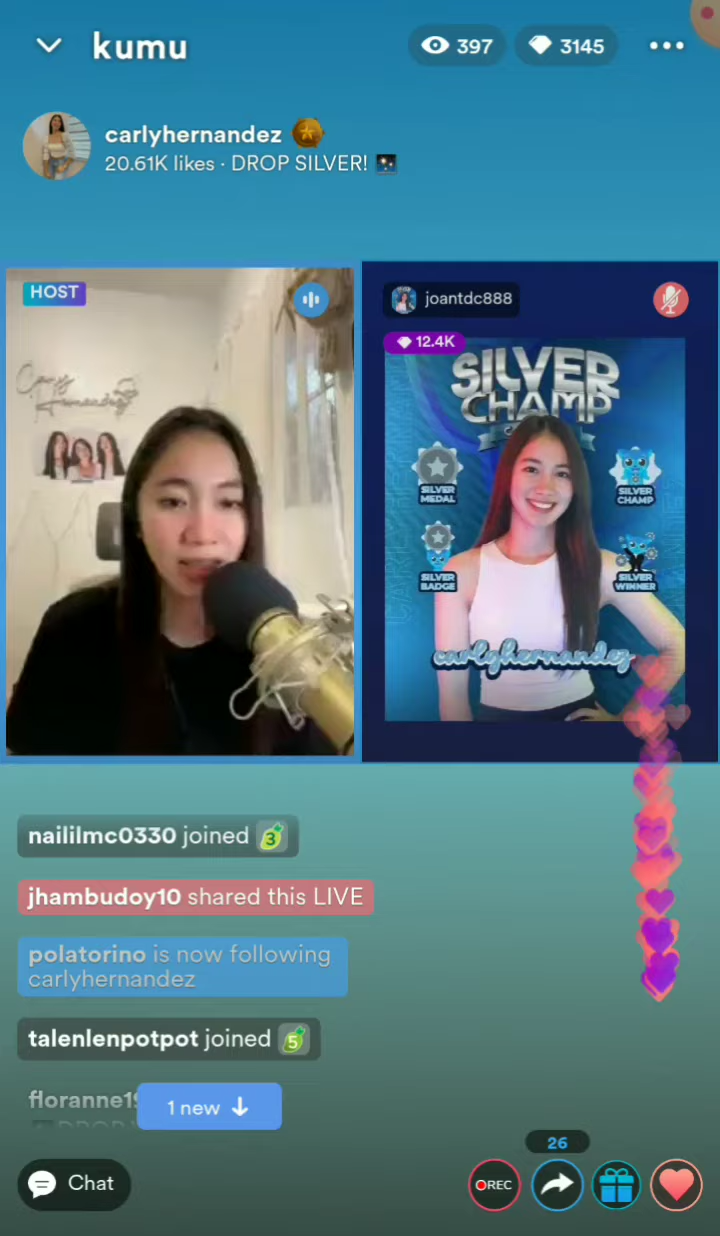 kumu
397
3145
carlyhernandez
20.61K likes · DROP SILVER!
HOST
joantdc888
12.4K
Carly
Hernandez
SILVER
CHAMP
SILVER
MEDAL
SILVER
CHAMP
SILVER
BADGE
SILVER
WINNER
carlyhernandez
naililmc0330 joined 3
jhambudoy10 shared this LIVE
polatorino is now following
carlyhernandez
talenlenpotpot joined 5
1 new
26
Chat
REC